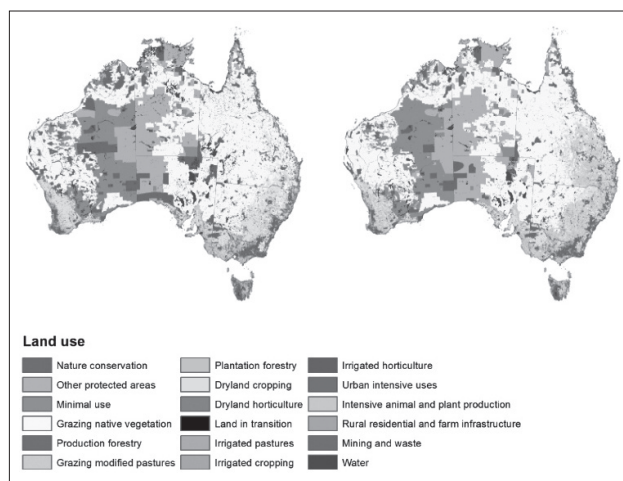 Land use
Nature conservation
Other protected areas
Minimal use
Grazing native vegetation
Production forestry
Grazing modified pastures
Plantation forestry
Dryland cropping
Dryland horticulture
Land in transition
Irrigated pastures
Irrigated cropping
Irrigated horticulture
Urban intensive uses
Intensive animal and plant production
Rural residential and farm infrastructure
Mining and waste
Water